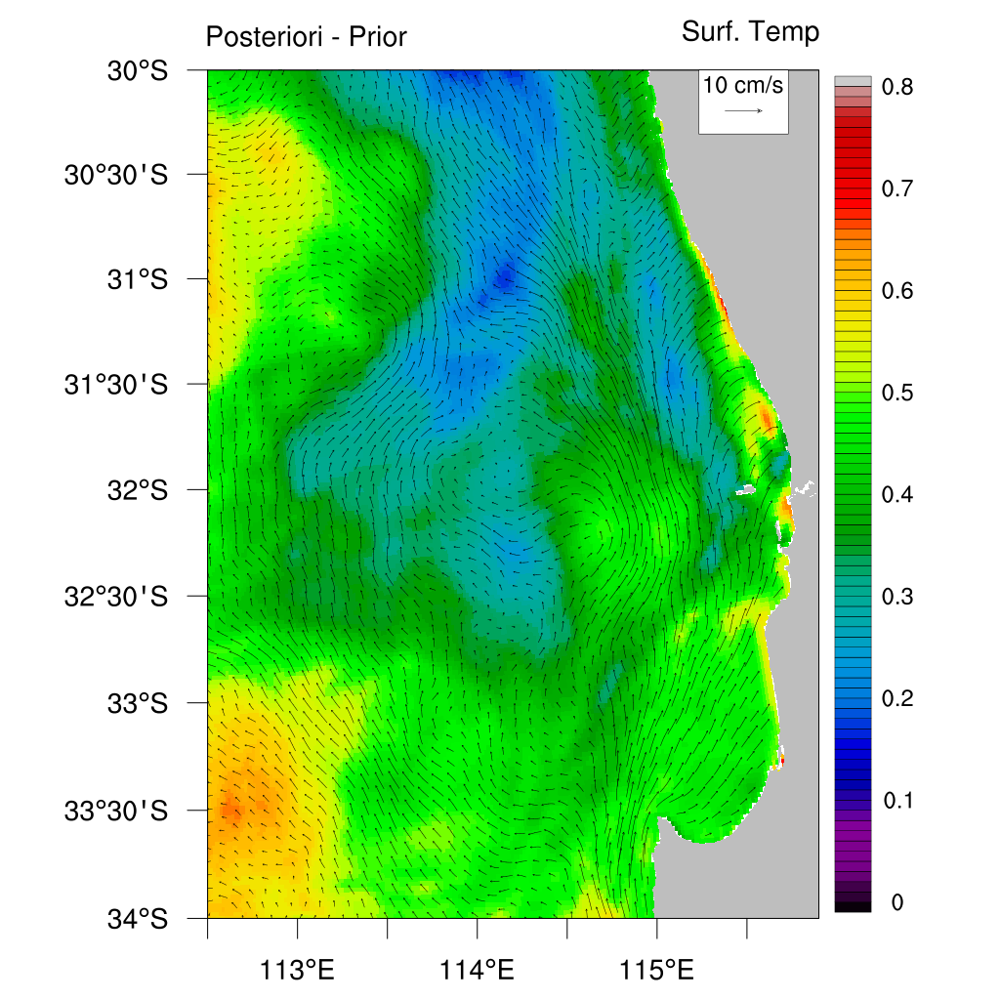 Posteriori - Prior
Surf. Temp
10 cm/s
30°S
30°30'S
31°S
31°30'S
32°S
32°30'S
33°S
33°30'S
34°S
113°E
114°E
115°E
0.8
0.7
0.6
0.5
0.4
0.3
0.2
0.1
0